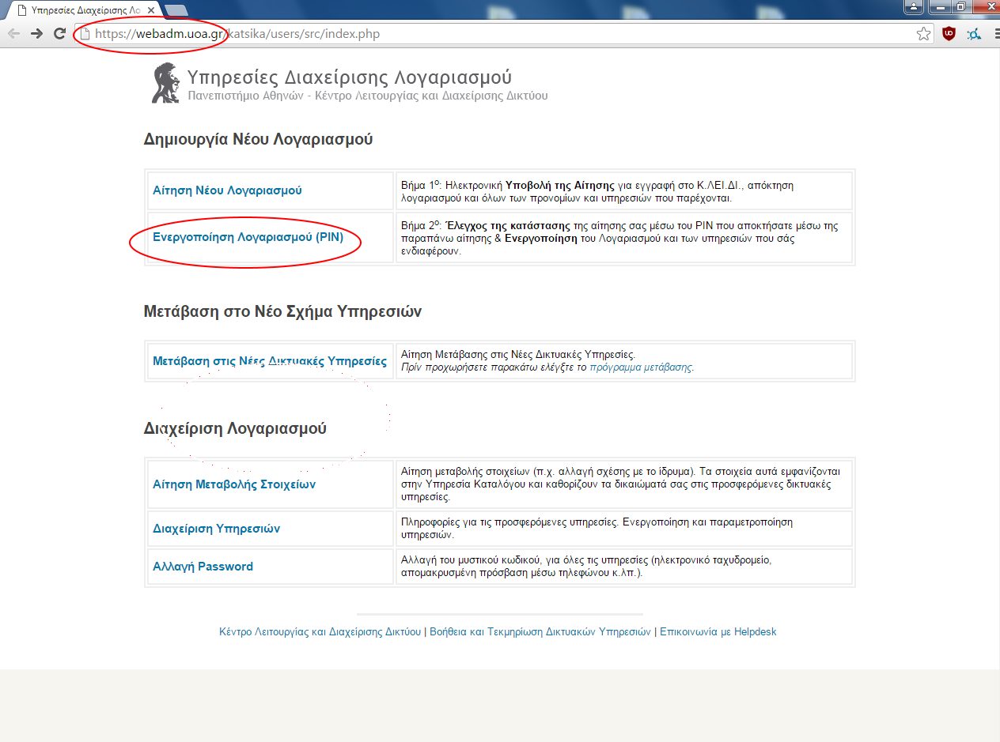 Υπηρεσίες Διαχείρισης Λο
https://webadm.uoa.gr/katsika/users/src/index.php
Υπηρεσίες Διαχείρισης Λογαριασμού
Πανεπιστήμιο Αθηνών - Κέντρο Λειτουργίας και Διαχείρισης Δικτύου
Δημιουργία Νέου Λογαριασμού
Αίτηση Νέου Λογαριασμού
Βήμα 1ο: Ηλεκτρονική Υποβολή της Αίτησης για εγγραφή στο Κ.ΛΕΙ.ΔΙ., απόκτηση
λογαριασμού και όλων των προνομίων και υπηρεσιών που παρέχονται.
Ενεργοποίηση Λογαριασμού (PIN)
Βήμα 2ο: Έλεγχος της κατάστασης της αίτησης σας μέσω του PIN που αποκτήσατε μέσω της
παραπάνω αίτησης & Ενεργοποίηση του Λογαριασμού και των υπηρεσιών που σάς
ενδιαφέρουν.
Μετάβαση στο Νέο Σχήμα Υπηρεσιών
Μετάβαση στις Νέες Δικτυακές Υπηρεσίες
Αίτηση Μετάβασης στις Νέες Δικτυακές Υπηρεσίες.
Πρίν προχωρήσετε παρακάτω ελέγξτε το πρόγραμμα μετάβασης.
Διαχείριση Λογαριασμού
Αίτηση Μεταβολής Στοιχείων
Αίτηση μεταβολής στοιχείων (π.χ. αλλαγή σχέσης με το ίδρυμα). Τα στοιχεία αυτά εμφανίζονται
στην Υπηρεσία Καταλόγου και καθορίζουν τα δικαιώματά σας στις προσφερόμενες δικτυακές
υπηρεσίες.
Διαχείριση Υπηρεσιών
Πληροφορίες για τις προσφερόμενες υπηρεσίες. Ενεργοποίηση και παραμετροποίηση
υπηρεσιών.
Αλλαγή Password
Αλλαγή του μυστικού κωδικού, για όλες τις υπηρεσίες (ηλεκτρονικό ταχυδρομείο,
απομακρυσμένη πρόσβαση μέσω τηλεφώνου κ.λπ.).
Κέντρο Λειτουργίας και Διαχείρισης Δικτύου | Βοήθεια και Τεκμηρίωση Δικτυακών Υπηρεσιών | Επικοινωνία με Helpdesk